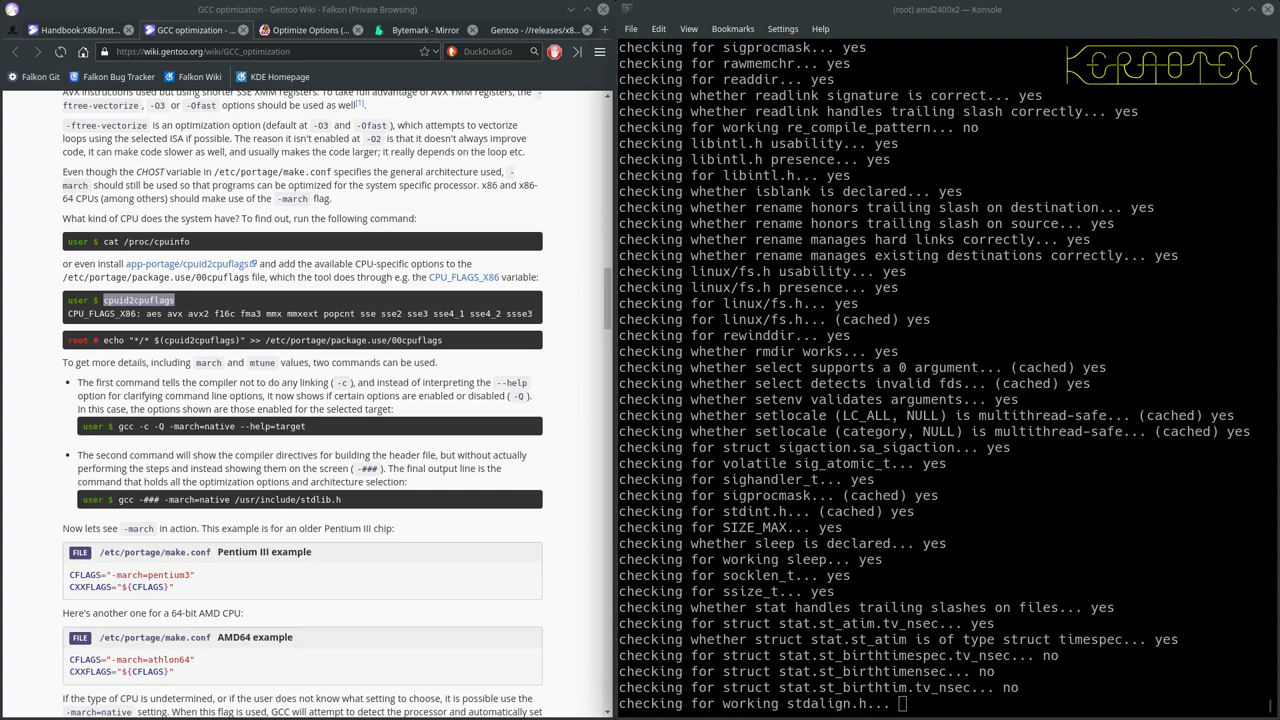 GCC optimization - Gentoo Wiki - Falkon (Private Browsing)
Handbook:X86/Inst...
GCC optimization - ...
Optimize Options (...
Bytemark - Mirror
Gentoo - //releases/x8...
https://wiki.gentoo.org/wiki/GCC_optimization
DuckDuckGo
Falkon Git
Falkon Bug Tracker
Falkon Wiki
KDE Homepage
AVX instructions used but using shorter SSE XMM registers. To take full advantage of AVX YMM registers, the -
ftree-vectorize, -O3 or -Ofast options should be used as well[1].
-ftree-vectorize is an optimization option (default at -O3 and -Ofast), which attempts to vectorize
loops using the selected ISA if possible. The reason it isn't enabled at -O2 is that it doesn't always improve
code, it can make code slower as well, and usually makes the code larger; it really depends on the loop etc.
Even though the CHOST variable in /etc/portage/make.conf specifies the general architecture used, -
march should still be used so that programs can be optimized for the system specific processor. x86 and x86-
64 CPUs (among others) should make use of the -march flag.
What kind of CPU does the system have? To find out, run the following command:
user $ cat /proc/cpuinfo
or even install app-portage/cpuid2cpuflags and add the available CPU-specific options to the
/etc/portage/package.use/00cpuflags file, which the tool does through e.g. the CPU_FLAGS_X86 variable:
user $ cpuid2cpuflags
CPU_FLAGS_X86: aes avx avx2 f16c fma3 mmx mmxext popcnt sse sse2 sse3 sse4_1 sse4_2 ssse3
root # echo "*/* $(cpuid2cpuflags)" >> /etc/portage/package.use/00cpuflags
To get more details, including march and mtune values, two commands can be used.
The first command tells the compiler not to do any linking (-c), and instead of interpreting the --help
option for clarifying command line options, it now shows if certain options are enabled or disabled (-Q).
In this case, the options shown are those enabled for the selected target:
user $ gcc -c -Q -march=native --help=target
The second command will show the compiler directives for building the header file, but without actually
performing the steps and instead showing them on the screen (-###). The final output line is the
command that holds all the optimization options and architecture selection:
user $ gcc -### -march=native /usr/include/stdlib.h
Now lets see -march in action. This example is for an older Pentium III chip:
FILE /etc/portage/make.conf Pentium III example
CFLAGS="-march=pentium3"
CXXFLAGS="${CFLAGS}"
Here's another one for a 64-bit AMD CPU:
FILE /etc/portage/make.conf AMD64 example
CFLAGS="-march=athlon64"
CXXFLAGS="${CFLAGS}"
If the type of CPU is undetermined, or if the user does not know what setting to choose, it is possible use the
-march=native setting. When this flag is used, GCC will attempt to detect the processor and automatically set
(root) amd2400x2 — Konsole
File Edit View Bookmarks Settings Help
KERAOTEX
checking for sigprocmask... yes
checking for rawmemchr... yes
checking for readdir... yes
checking whether readlink signature is correct... yes
checking whether readlink handles trailing slash correctly... yes
checking for working re_compile_pattern... no
checking libintl.h usability... yes
checking libintl.h presence... yes
checking for libintl.h... yes
checking whether isblank is declared... yes
checking whether rename honors trailing slash on destination... yes
checking whether rename honors trailing slash on source... yes
checking whether rename manages hard links correctly... yes
checking whether rename manages existing destinations correctly... yes
checking linux/fs.h usability... yes
checking linux/fs.h presence... yes
checking for linux/fs.h... yes
checking for linux/fs.h... (cached) yes
checking for rewinddir... yes
checking whether rmdir works... yes
checking whether select supports a 0 argument... (cached) yes
checking whether select detects invalid fds... (cached) yes
checking whether setenv validates arguments... yes
checking whether setlocale (LC_ALL, NULL) is multithread-safe... (cached) yes
checking whether setlocale (category, NULL) is multithread-safe... (cached) yes
checking for struct sigaction.sa_sigaction... yes
checking for volatile sig_atomic_t... yes
checking for sighandler_t... yes
checking for sigprocmask... (cached) yes
checking for stdint.h... (cached) yes
checking for SIZE_MAX... yes
checking whether sleep is declared... yes
checking for working sleep... yes
checking for socklen_t... yes
checking for ssize_t... yes
checking whether stat handles trailing slashes on files... yes
checking for struct stat.st_atim.tv_nsec... yes
checking whether struct stat.st_atim is of type struct timespec... yes
checking for struct stat.st_birthtimespec.tv_nsec... no
checking for struct stat.st_birthtimensec... no
checking for struct stat.st_birthtim.tv_nsec... no
checking for working stdalign.h...